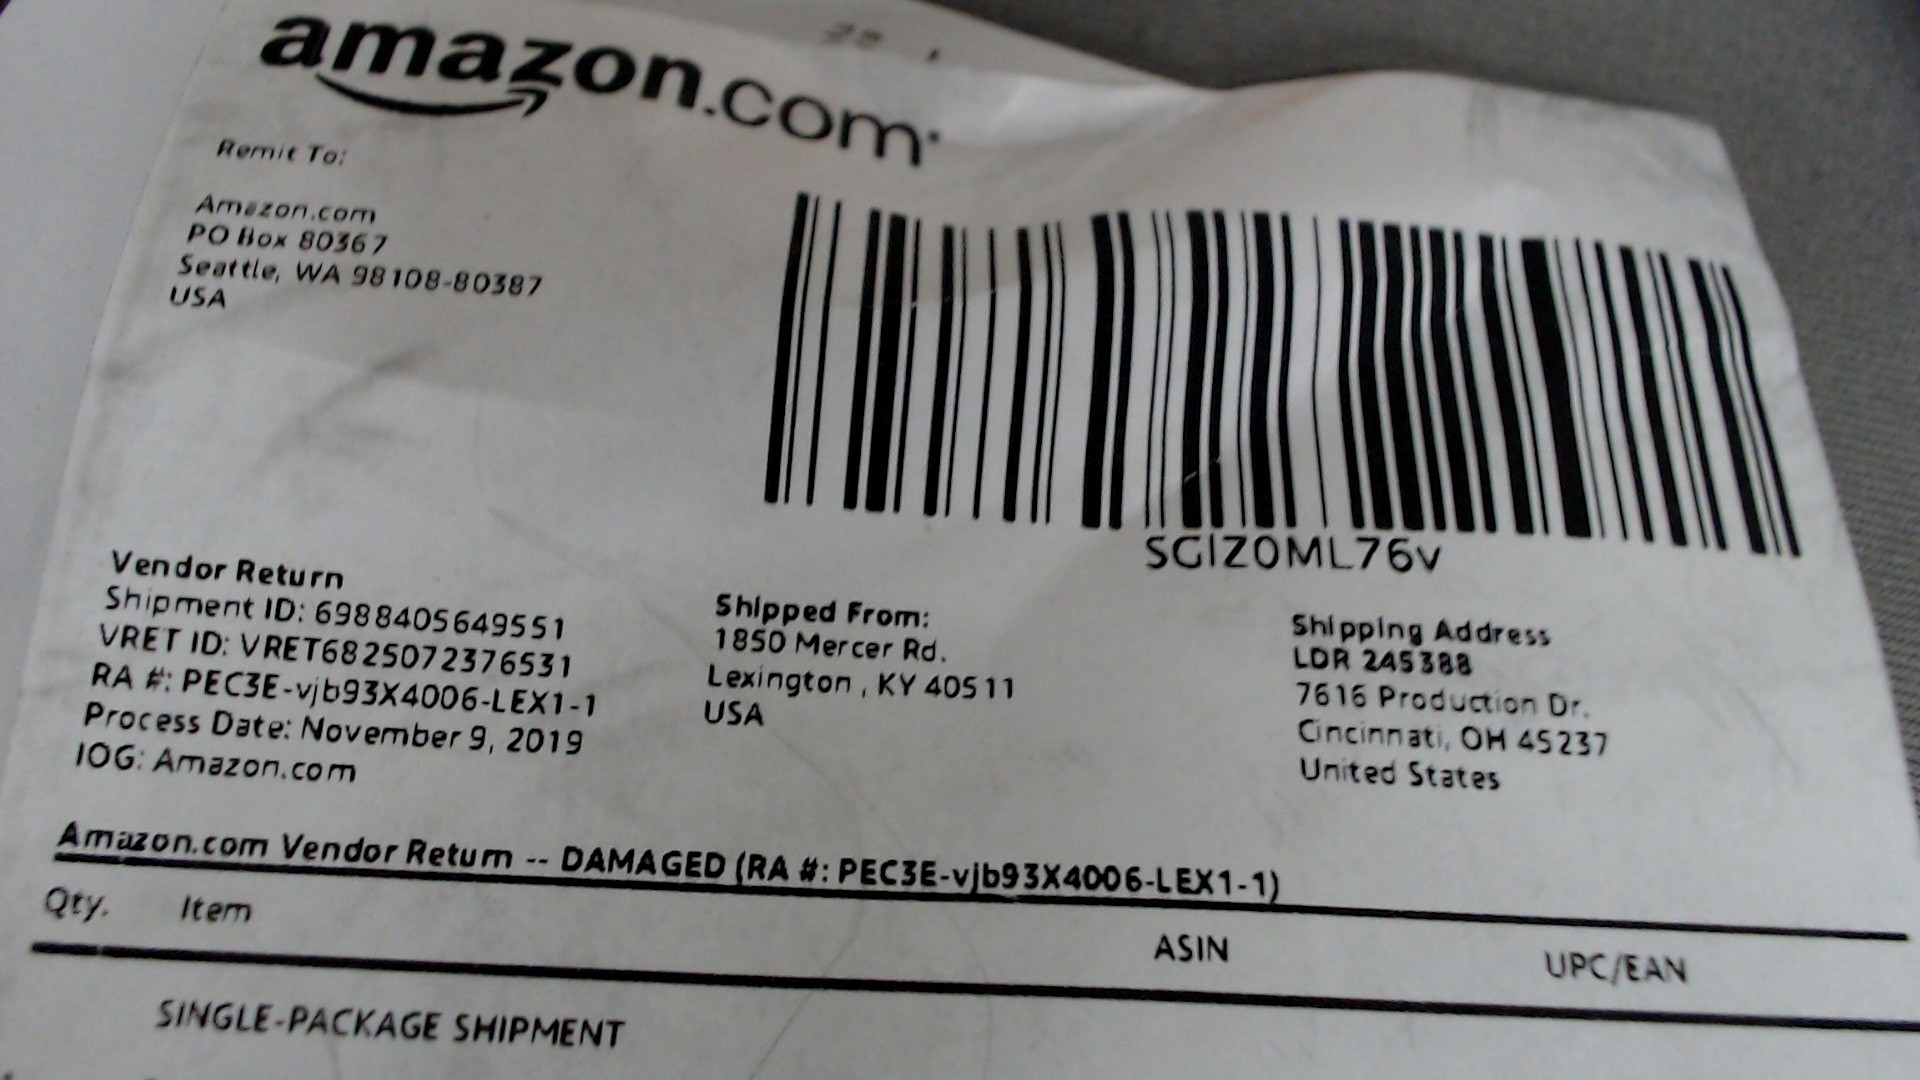 amazon.com
Remit To:
Amazon.com
PO Box 80367
Seattle, WA 98108-80387
USA
SGIZ0ML76v
Vendor Return
Shipment ID: 6988405649551
VRET ID: VRET6825072376531
RA #: PEC3E-vjb93X4006-LEX1-1
Process Date: November 9, 2019
IOG: Amazon.com
Shipped From:
1850 Mercer Rd.
Lexington , KY 40511
USA
Shipping Address
LDR 245388
7616 Production Dr.
Cincinnati, OH 45237
United States
Amazon.com Vendor Return -- DAMAGED (RA #: PEC3E-vjb93X4006-LEX1-1)
Qty. Item ASIN UPC/EAN
SINGLE-PACKAGE SHIPMENT